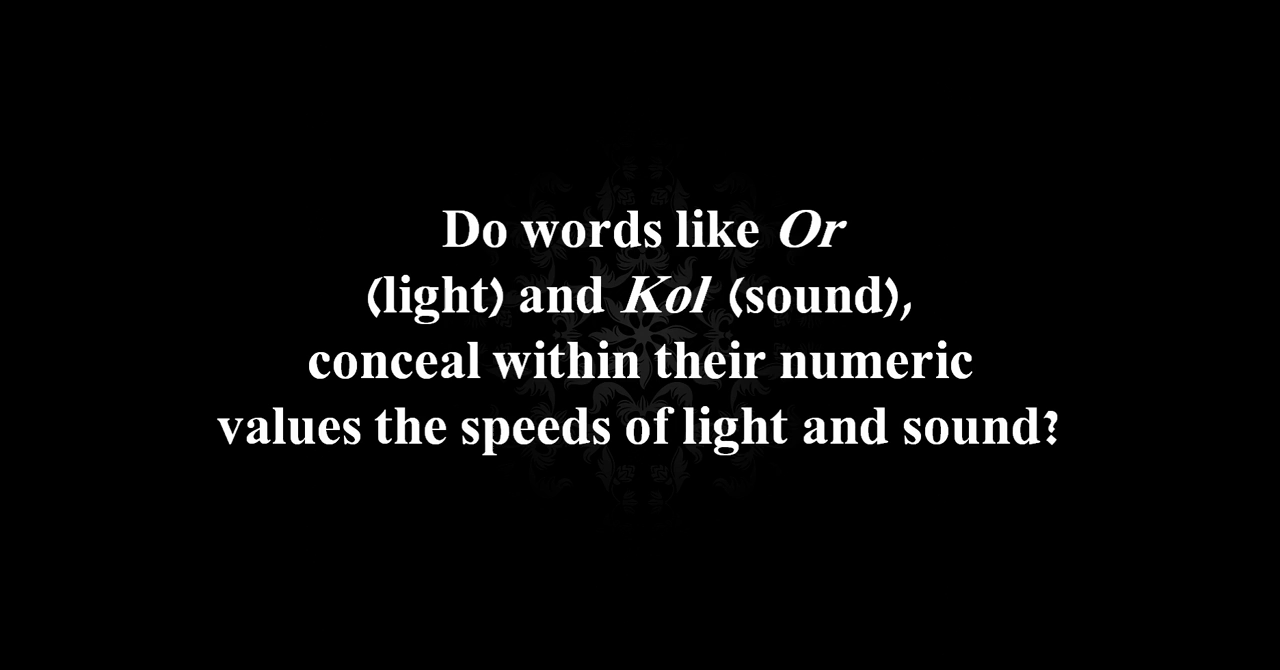 Do words like Or
(light) and Kol (sound),
conceal within their numeric
values the speeds of light and sound?